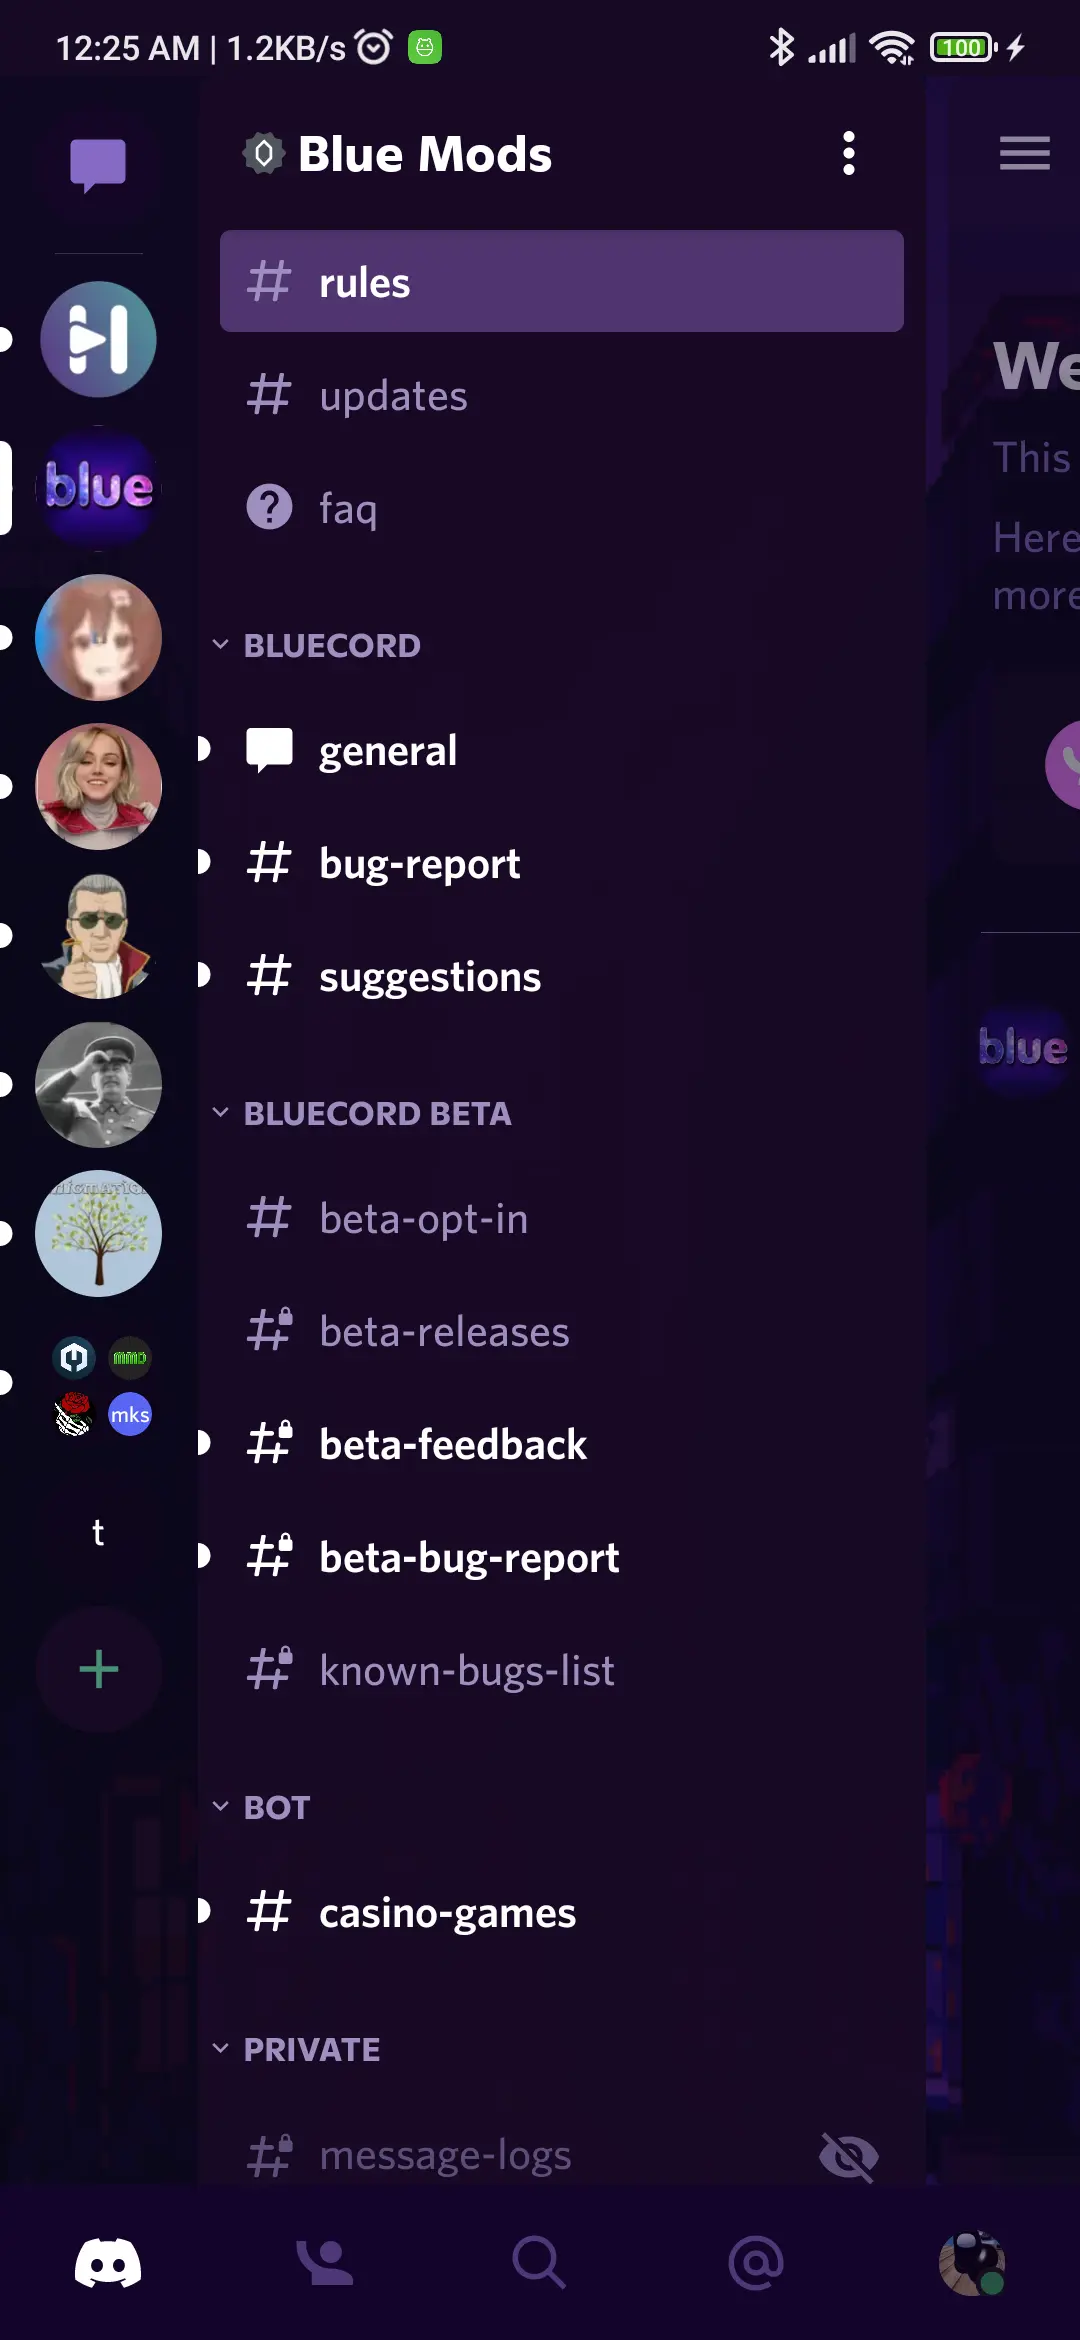 12:25 AM | 1.2KB/s
100
Blue Mods
rules
updates
faq
BLUECORD
general
bug-report
suggestions
BLUECORD BETA
beta-opt-in
beta-releases
beta-feedback
beta-bug-report
known-bugs-list
BOT
casino-games
PRIVATE
message-logs
blue
mmd
mks
t
We
This
Here
more
blue